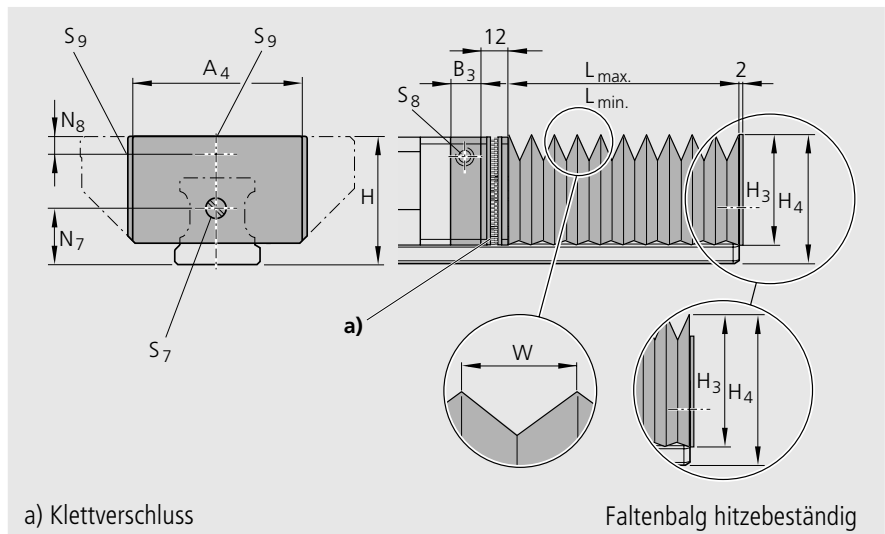 S9
S9
12
A4
B3
Lmax.
2
Lmin.
S8
N8
H
H3
H4
N7
a)
S7
W
H3
H4
a) Klettverschluss
Faltenbalg hitzebeständig